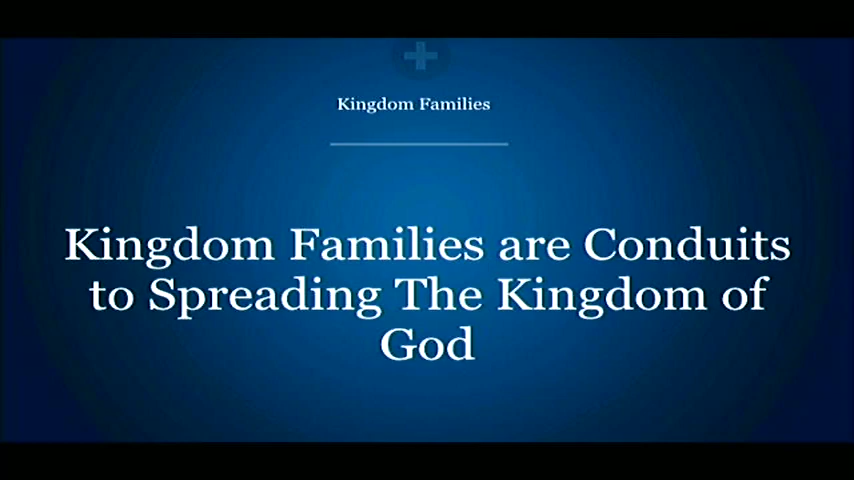 Kingdom Families
Kingdom Families are Conduits
to Spreading The Kingdom of
God